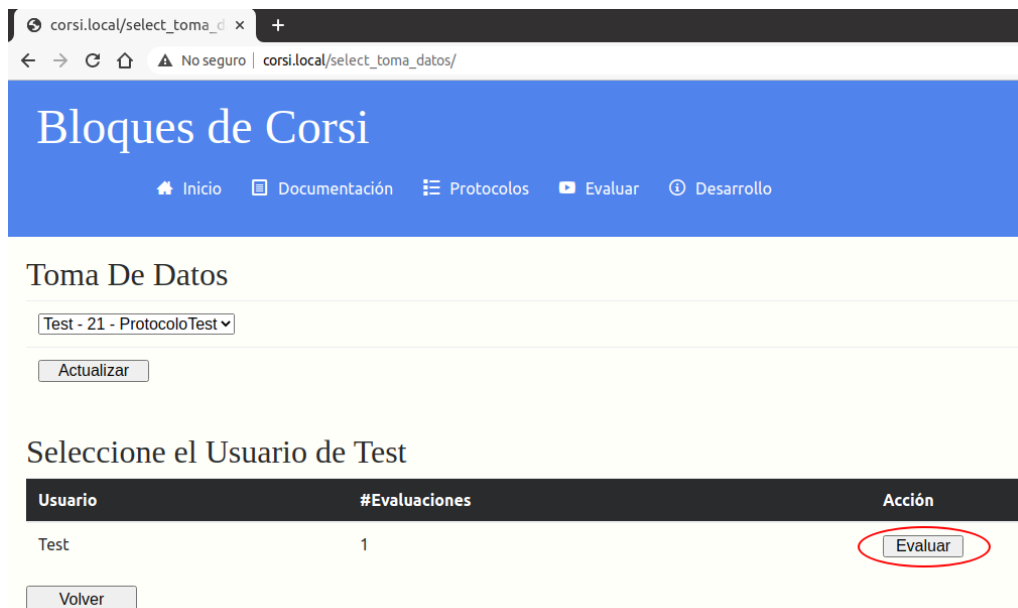 corsi.local/select_toma_d
No seguro | corsi.local/select_toma_datos/
Bloques de Corsi
Inicio Documentación Protocolos Evaluar Desarrollo
Toma De Datos
Test - 21 - ProtocoloTest
Actualizar
Seleccione el Usuario de Test
Usuario #Evaluaciones Acción
Test 1 Evaluar
Volver